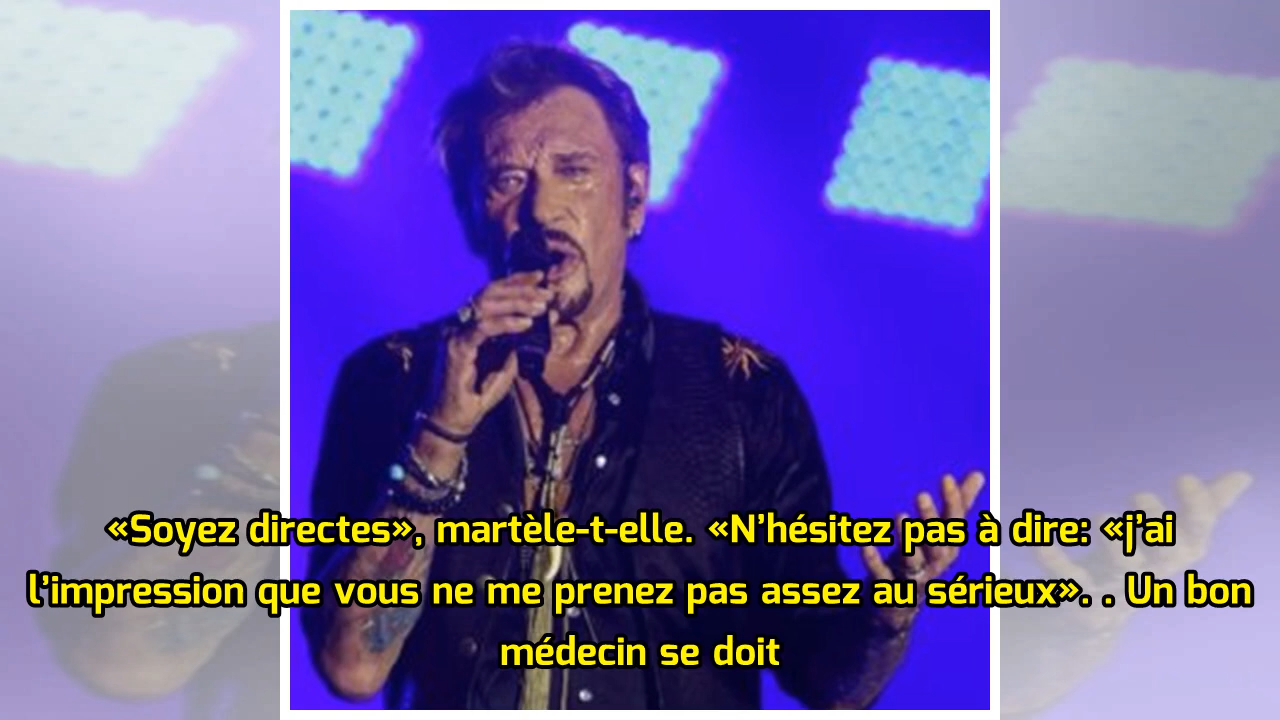 «Soyez directes», martèle-t-elle. «N’hésitez pas à dire: «j’ai
l’impression que vous ne me prenez pas assez au sérieux». . Un bon
médecin se doit